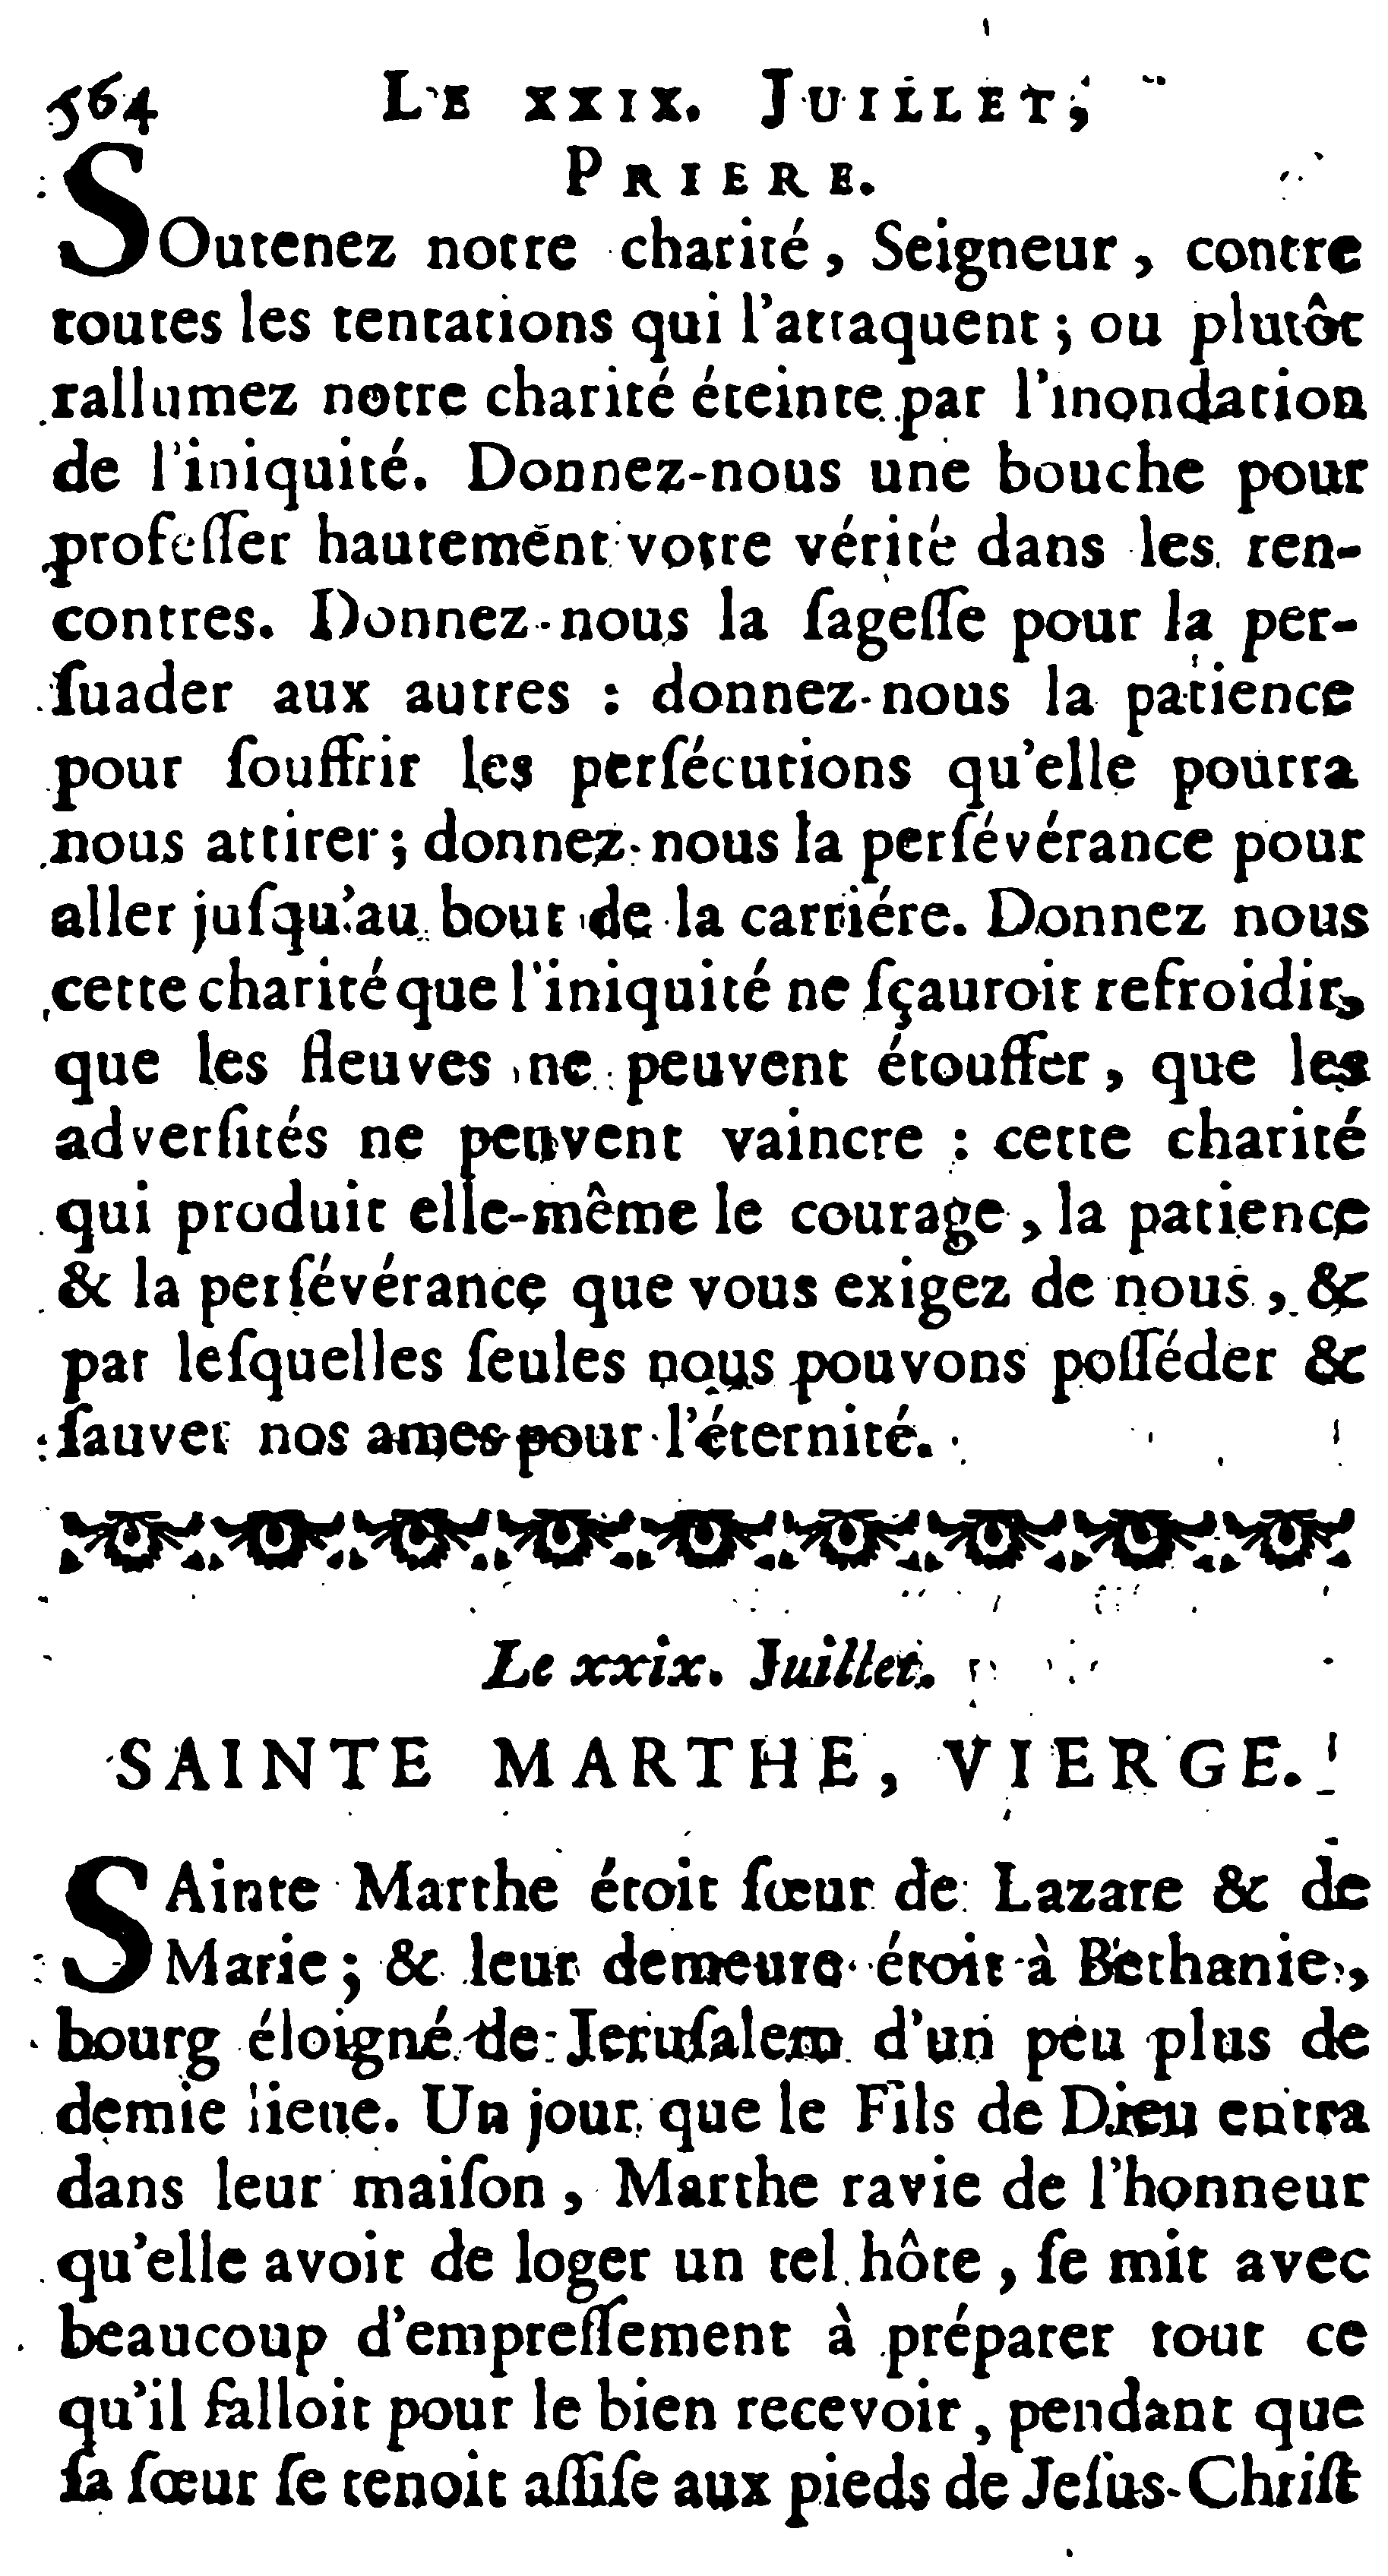 564 LE XXIX. JUILLET,
PRIERE.
SOutenez notre charité, Seigneur, contre
toutes les tentations qui l'attaquent ; ou plutôt
rallumez notre charité éteinte par l'inondation
de l'iniquité. Donnez-nous une bouche pour
profeſſer hautement votre vérité dans les ren-
contres. Donnez-nous la ſageſſe pour la per-
ſuader aux autres : donnez-nous la patience
pour ſouffrir les perſécutions qu'elle pourra
nous attirer ; donnez-nous la perſévérance pour
aller juſqu'au bout de la carriére. Donnez nous
cette charité que l'iniquité ne ſçauroit refroidir,
que les fleuves ne peuvent étouffer, que les
adverſités ne peuvent vaincre : cette charité
qui produit elle-même le courage, la patience
& la perſévérance que vous exigez de nous, &
par leſquelles ſeules nous pouvons poſſéder &
ſauver nos ames pour l'éternité.
Le xxix. Juillet.
SAINTE MARTHE, VIERGE.
SAinte Marthe étoit ſœur de Lazare & de
Marie ; & leur demeure étoit à Bethanie,
bourg éloigné de Jeruſalem d'un peu plus de
demie lieue. Un jour que le Fils de Dieu entra
dans leur maiſon, Marthe ravie de l'honneur
qu'elle avoit de loger un tel hôte, ſe mit avec
beaucoup d'empreſſement à préparer tout ce
qu'il falloit pour le bien recevoir, pendant que
ſa ſœur ſe tenoit aſſiſe aux pieds de Jeſus-Chriſt